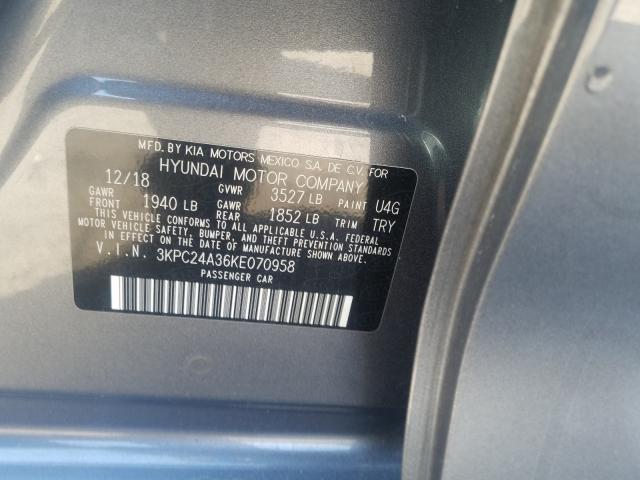 MFD. BY KIA MOTORS MEXICO S.A. DE C.V. FOR
HYUNDAI MOTOR COMPANY
12/18 GVWR 3527 LB PAINT U4G
GAWR FRONT 1940 LB GAWR REAR 1852 LB TRIM TRY
THIS VEHICLE CONFORMS TO ALL APPLICABLE U.S.A. FEDERAL
MOTOR VEHICLE SAFETY, BUMPER, AND THEFT PREVENTION STANDARDS
IN EFFECT ON THE DATE OF MANUFACTURE SHOWN ABOVE.
V.I.N. 3KPC24A36KE070958
PASSENGER CAR